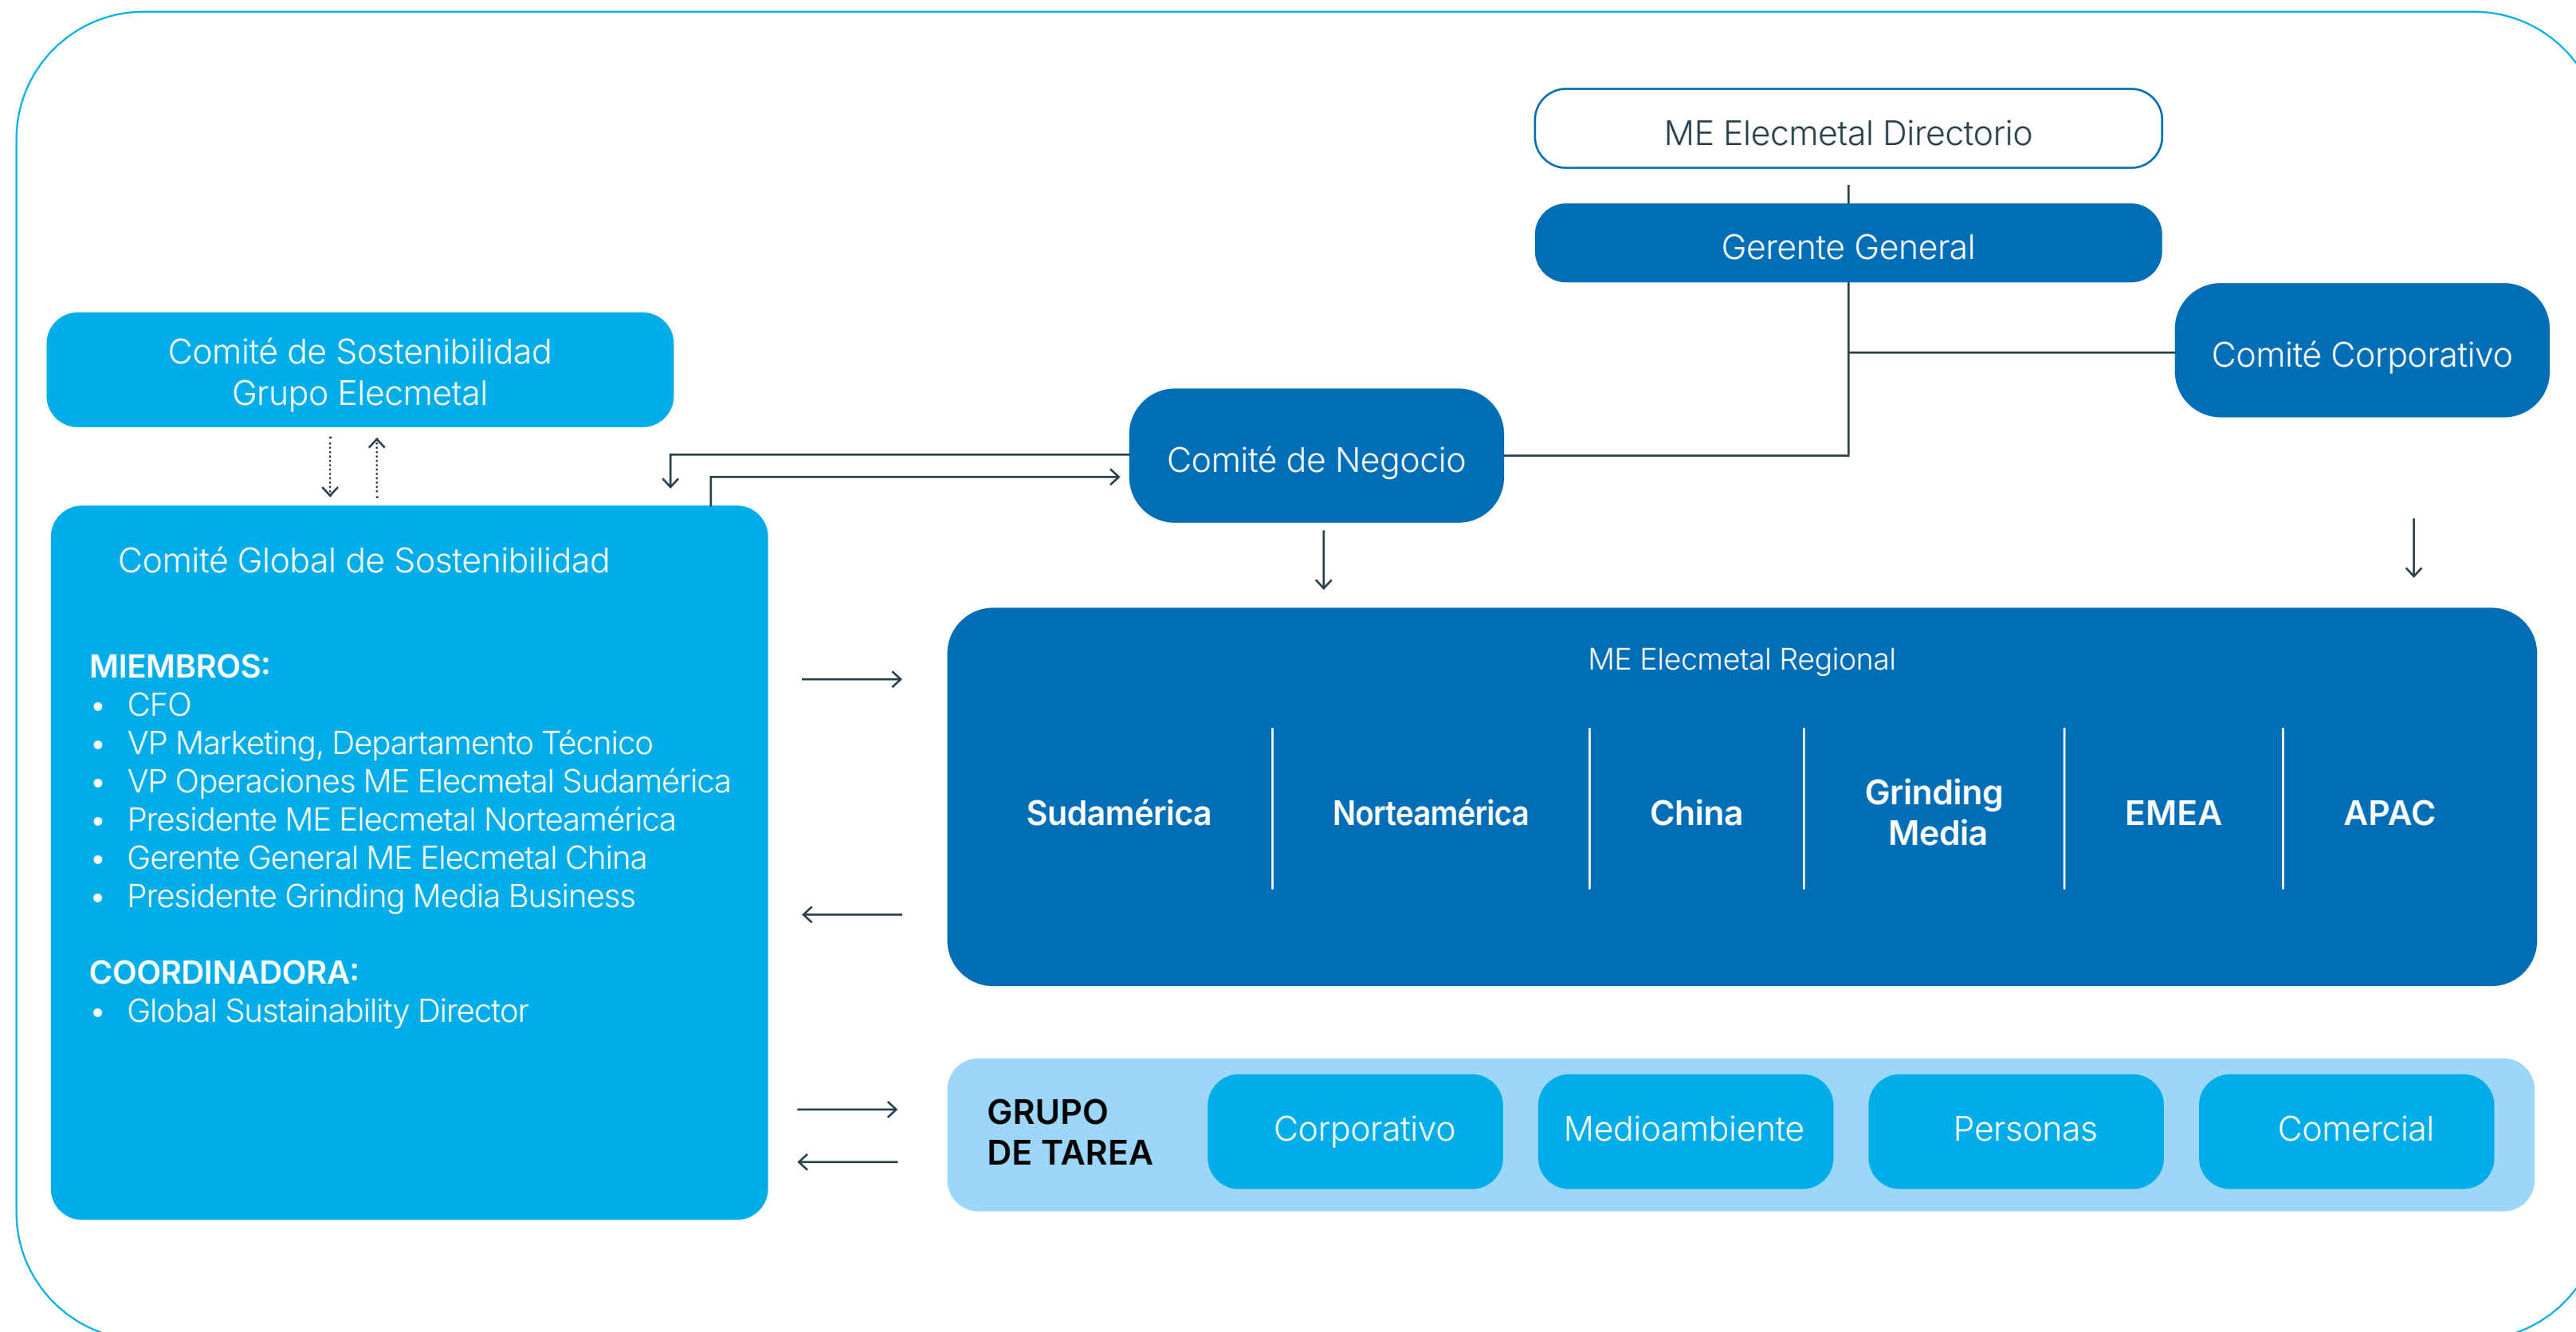 ME Elecmetal Directorio
Gerente General
Comité Corporativo
Comité de Sostenibilidad
Grupo Elecmetal
Comité de Negocio
Comité Global de Sostenibilidad
MIEMBROS:
• CFO
• VP Marketing, Departamento Técnico
• VP Operaciones ME Elecmetal Sudamérica
• Presidente ME Elecmetal Norteamérica
• Gerente General ME Elecmetal China
• Presidente Grinding Media Business
COORDINADORA:
• Global Sustainability Director
ME Elecmetal Regional
Sudamérica
Norteamérica
China
Grinding
Media
EMEA
APAC
GRUPO
DE TAREA
Corporativo
Medioambiente
Personas
Comercial